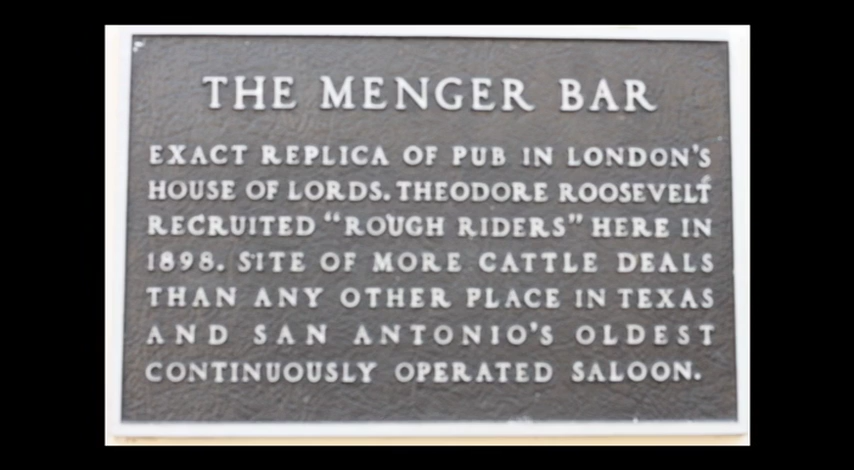 THE MENGER BAR
EXACT REPLICA OF PUB IN LONDON'S
HOUSE OF LORDS. THEODORE ROOSEVELT
RECRUITED "ROUGH RIDERS" HERE IN
1898. SITE OF MORE CATTLE DEALS
THAN ANY OTHER PLACE IN TEXAS
AND SAN ANTONIO'S OLDEST
CONTINUOUSLY OPERATED SALOON.